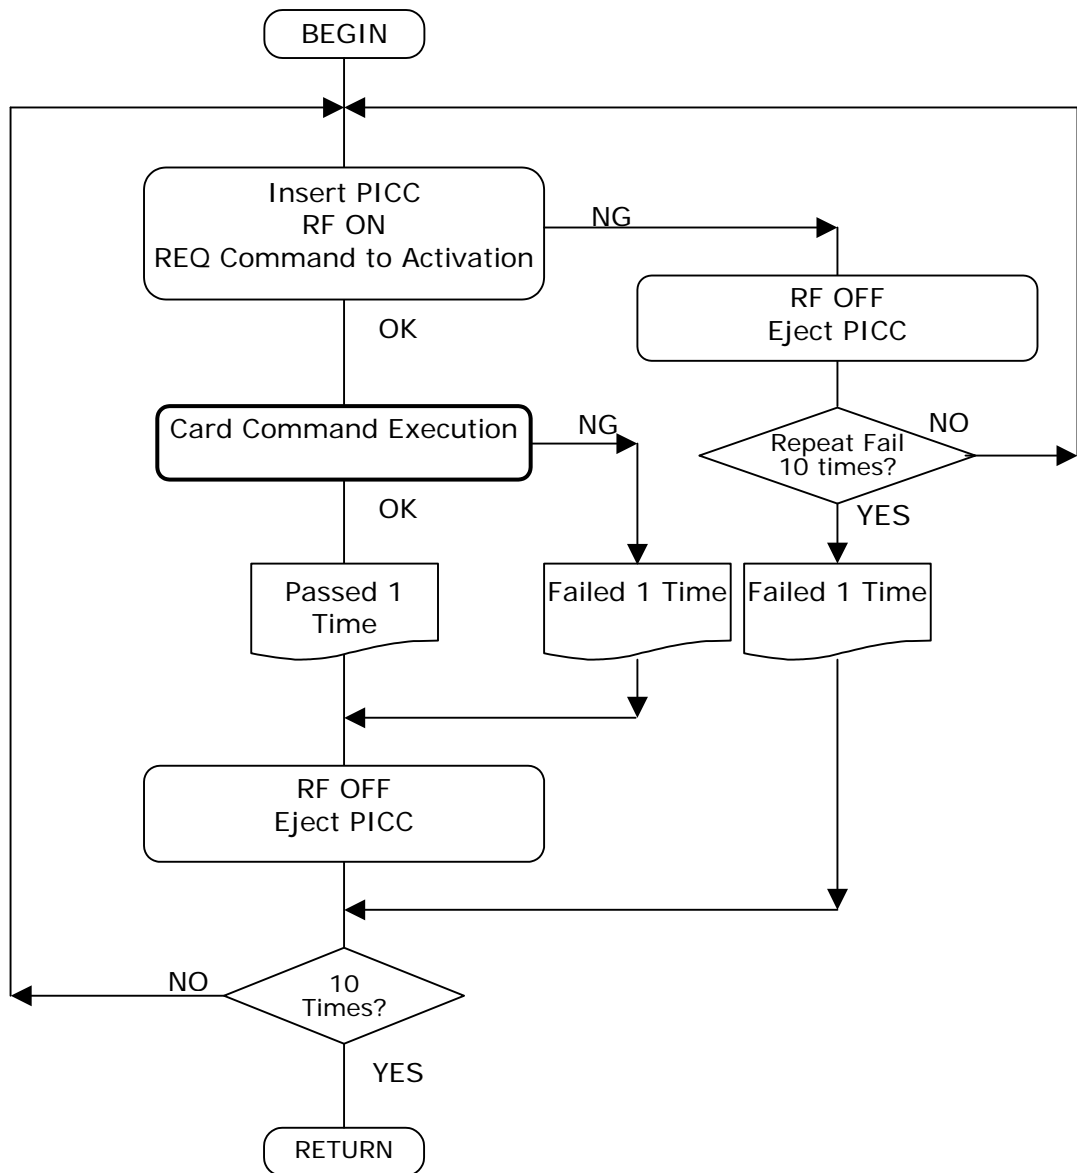 BEGIN
Insert PICC
RF ON
REQ Command to Activation
NG
OK
RF OFF
Eject PICC
Card Command Execution
NG
OK
Repeat Fail
10 times?
NO
YES
Passed 1
Time
Failed 1 Time
Failed 1 Time
RF OFF
Eject PICC
10
Times?
NO
YES
RETURN